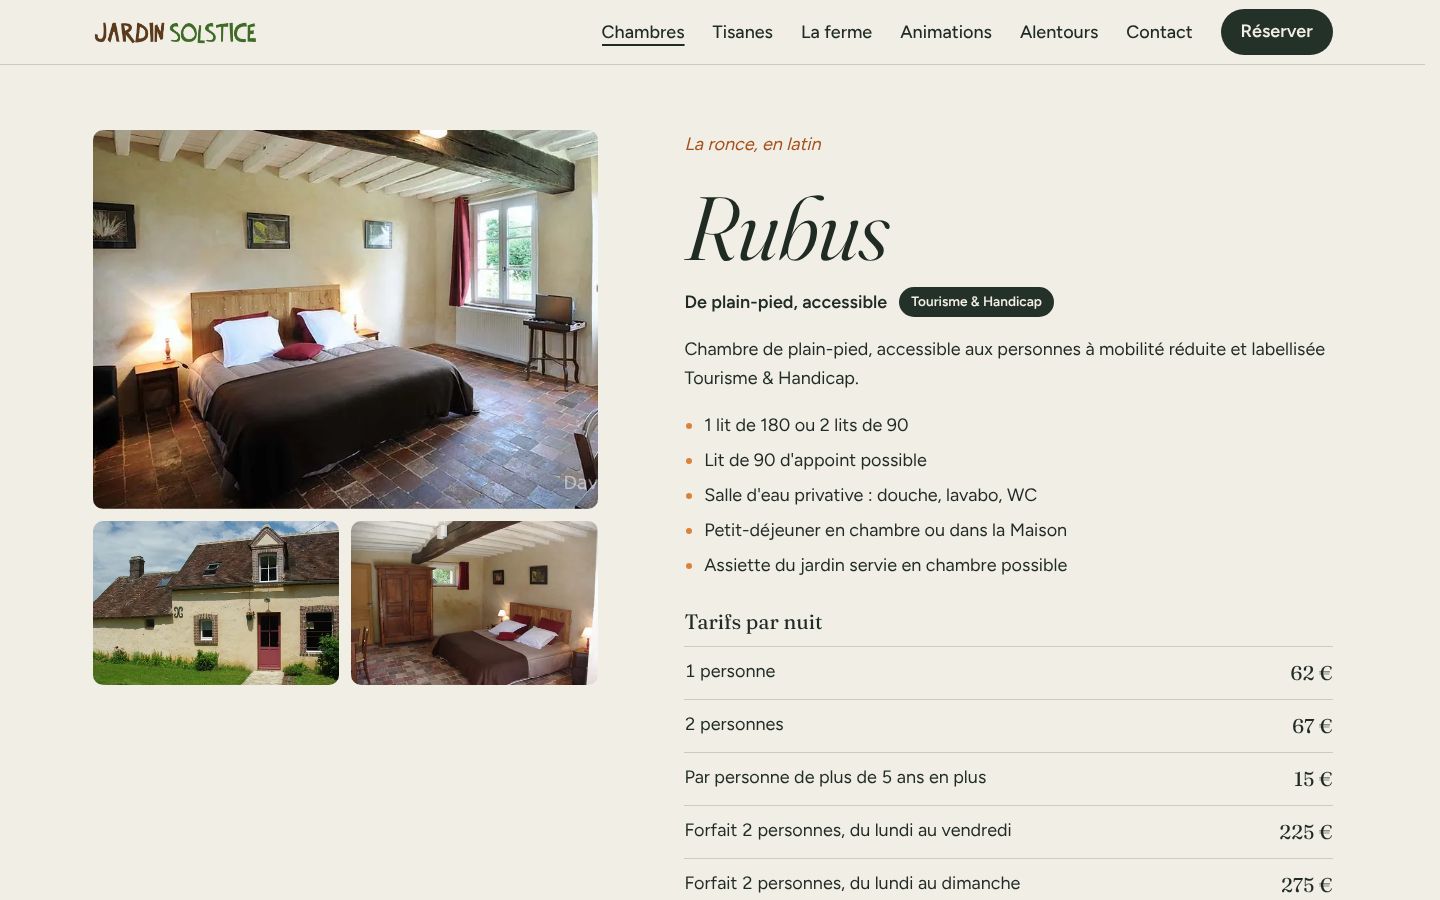 JARDIN SOLSTICE
Chambres
Tisanes
La ferme
Animations
Alentours
Contact
Réserver
La ronce, en latin
Rubus
De plain-pied, accessible
Tourisme & Handicap
Chambre de plain-pied, accessible aux personnes à mobilité réduite et labellisée
Tourisme & Handicap.
1 lit de 180 ou 2 lits de 90
Lit de 90 d'appoint possible
Salle d'eau privative : douche, lavabo, WC
Petit-déjeuner en chambre ou dans la Maison
Assiette du jardin servie en chambre possible
Dav
Tarifs par nuit
1 personne 62 €
2 personnes 67 €
Par personne de plus de 5 ans en plus 15 €
Forfait 2 personnes, du lundi au vendredi 225 €
Forfait 2 personnes, du lundi au dimanche 275 €